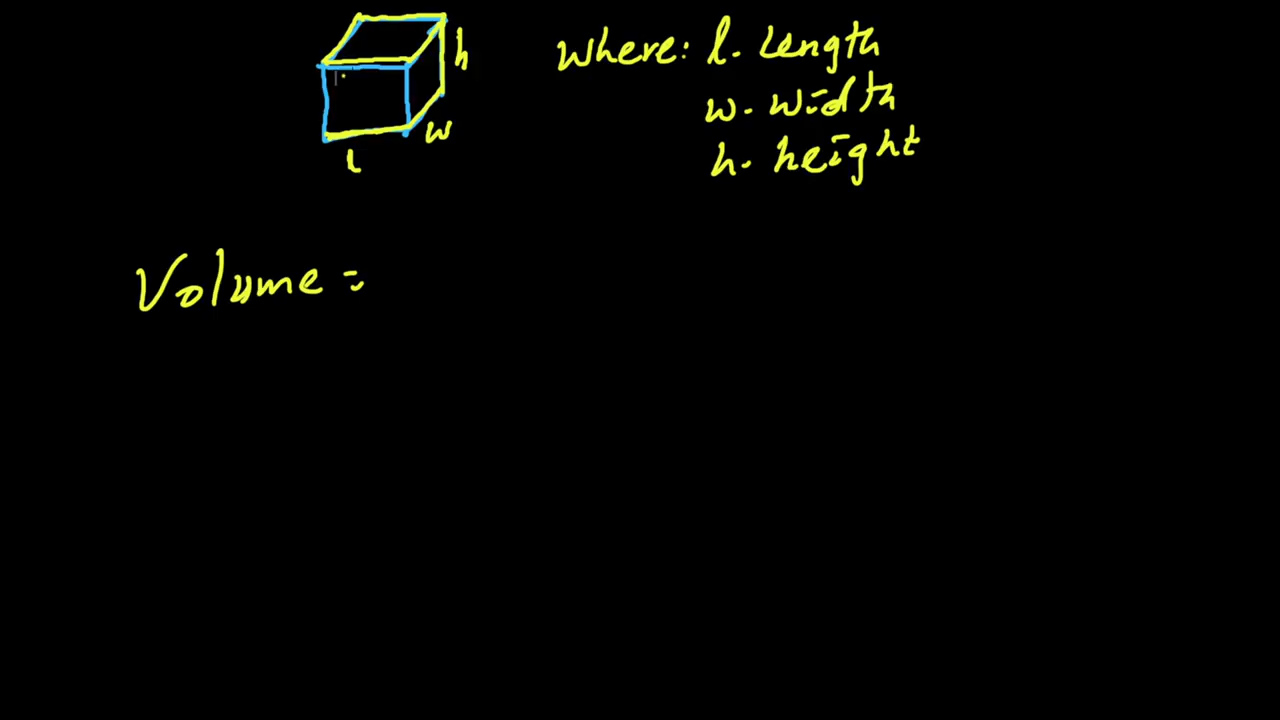 h
where: l. Length
w
w. width
l
h. height
Volume =